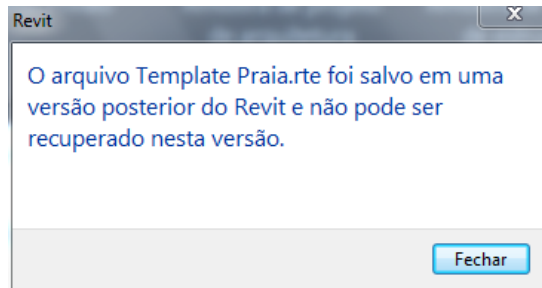 Revit
O arquivo Template Praia.rte foi salvo em uma
versão posterior do Revit e não pode ser
recuperado nesta versão.
Fechar